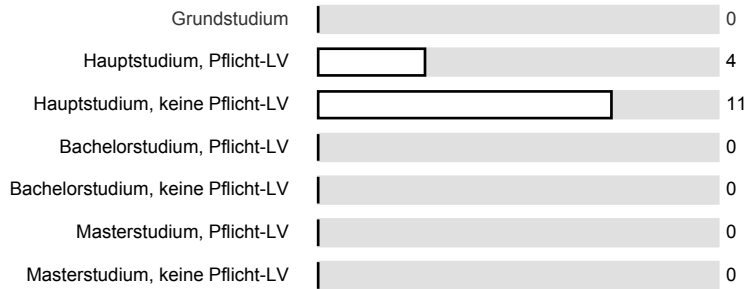 Grundstudium 0
Hauptstudium, Pflicht-LV 4
Hauptstudium, keine Pflicht-LV 11
Bachelorstudium, Pflicht-LV 0
Bachelorstudium, keine Pflicht-LV 0
Masterstudium, Pflicht-LV 0
Masterstudium, keine Pflicht-LV 0